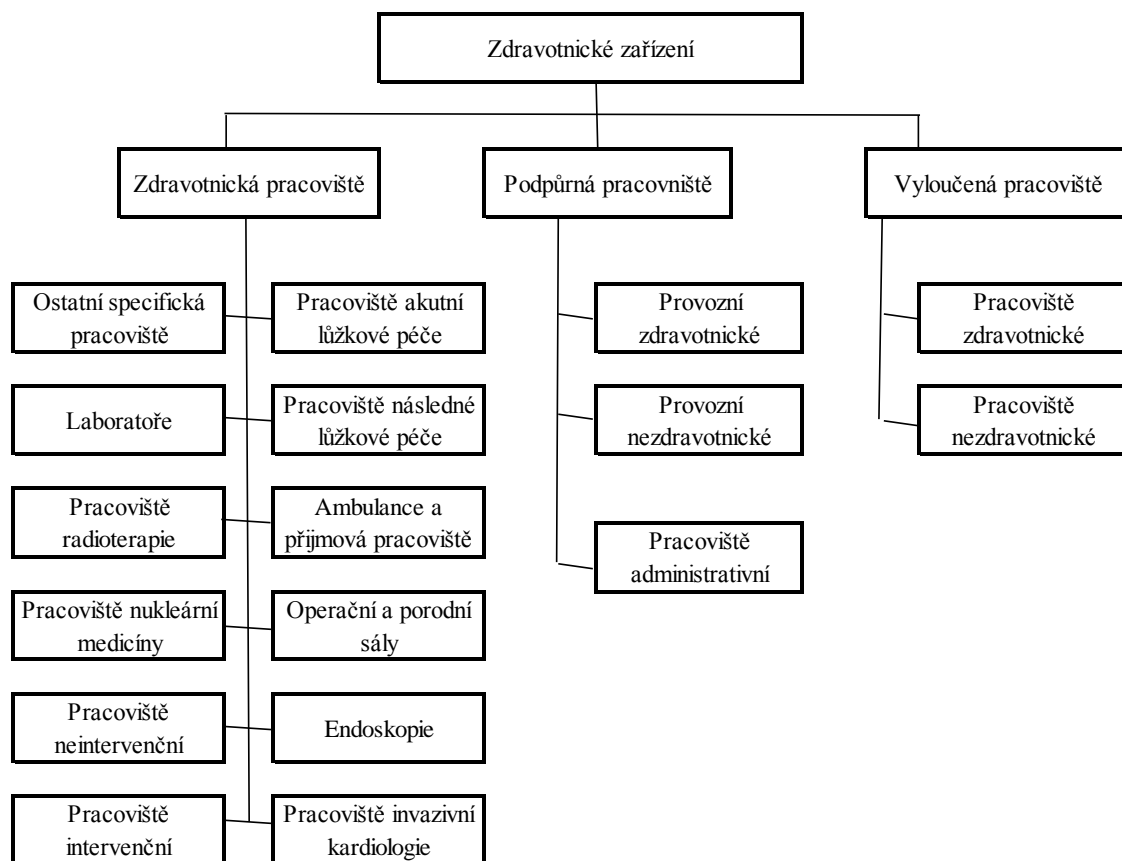 Zdravotnické zařízení
Zdravotnická pracoviště
Podpůrná pracovniště
Vyloučená pracoviště
Ostatní specifická
pracoviště
Pracoviště akutní
lůžkové péče
Provozní
zdravotnické
Pracoviště
zdravotnické
Laboratoře
Pracoviště následné
lůžkové péče
Provozní
nezdravotnické
Pracoviště
nezdravotnické
Pracoviště
radioterapie
Ambulance a
přijmová pracoviště
Pracoviště
administrativní
Pracoviště nukleární
medicíny
Operační a porodní
sály
Pracoviště
neintervenční
Endoskopie
Pracoviště
intervenční
Pracoviště invazivní
kardiologie